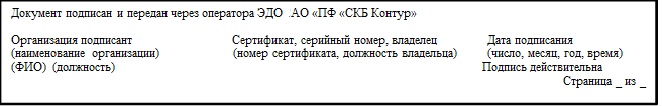 Документ подписан и передан через оператора ЭДО .АО «ПФ «СКБ Контур»
Организация подписант Сертификат, серийный номер, владелец Дата подписания
(наименование организации) (номер сертификата, должность владельца) (число, месяц, год, время)
(ФИО) (должность) Подпись действительна
Страница _ из _